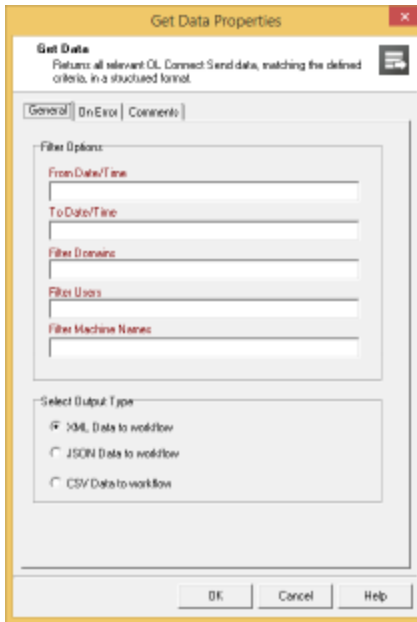 Get Data Properties
Get Data
Returns all relevant OL Connect Send data, matching the defined
criteria, in a structured format.
General
On Error
Comments
Filter Options
From Date/Time
To Date/Time
Filter Domains
Filter Users
Filter Machine Names
Select Output Type
XML Data to workflow
JSON Data to workflow
CSV Data to workflow
OK
Cancel
Help